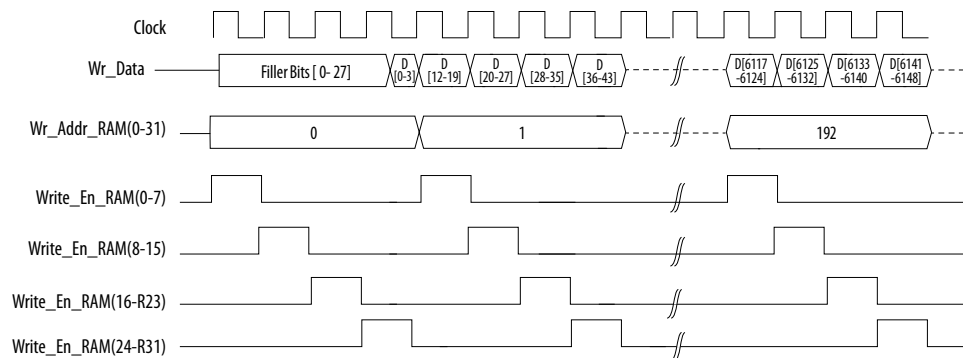 Clock
Wr_Data
Filler Bits [ 0- 27]
D
[0-3]
D
[12-19]
D
[20-27]
D
[28-35]
D
[36-43]
D[6117
-6124]
D[6125
-6132]
D[6133
-6140]
D[6141
-6148]
Wr_Addr_RAM(0-31)
0
1
192
Write_En_RAM(0-7)
Write_En_RAM(8-15)
Write_En_RAM(16-R23)
Write_En_RAM(24-R31)